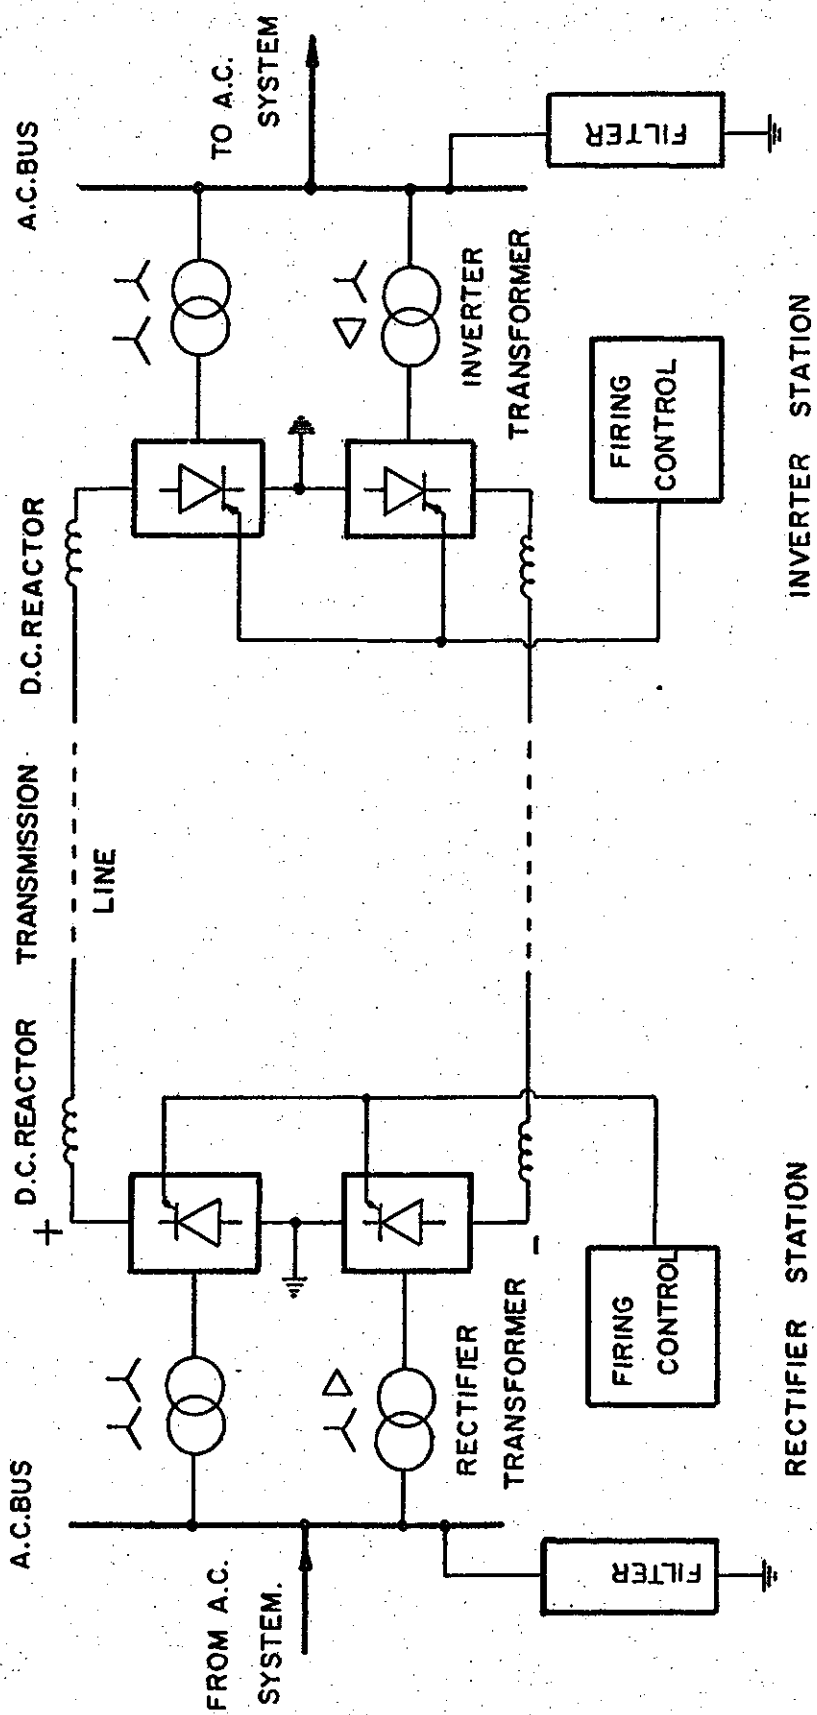 A.C.BUS
D.C.REACTOR
TRANSMISSION
LINE
D.C.REACTOR
A.C.BUS
+
FROM A.C.
SYSTEM.
TO A.C.
SYSTEM
RECTIFIER
TRANSFORMER
-
INVERTER
TRANSFORMER
FILTER
FIRING
CONTROL
FIRING
CONTROL
FILTER
RECTIFIER STATION
INVERTER STATION